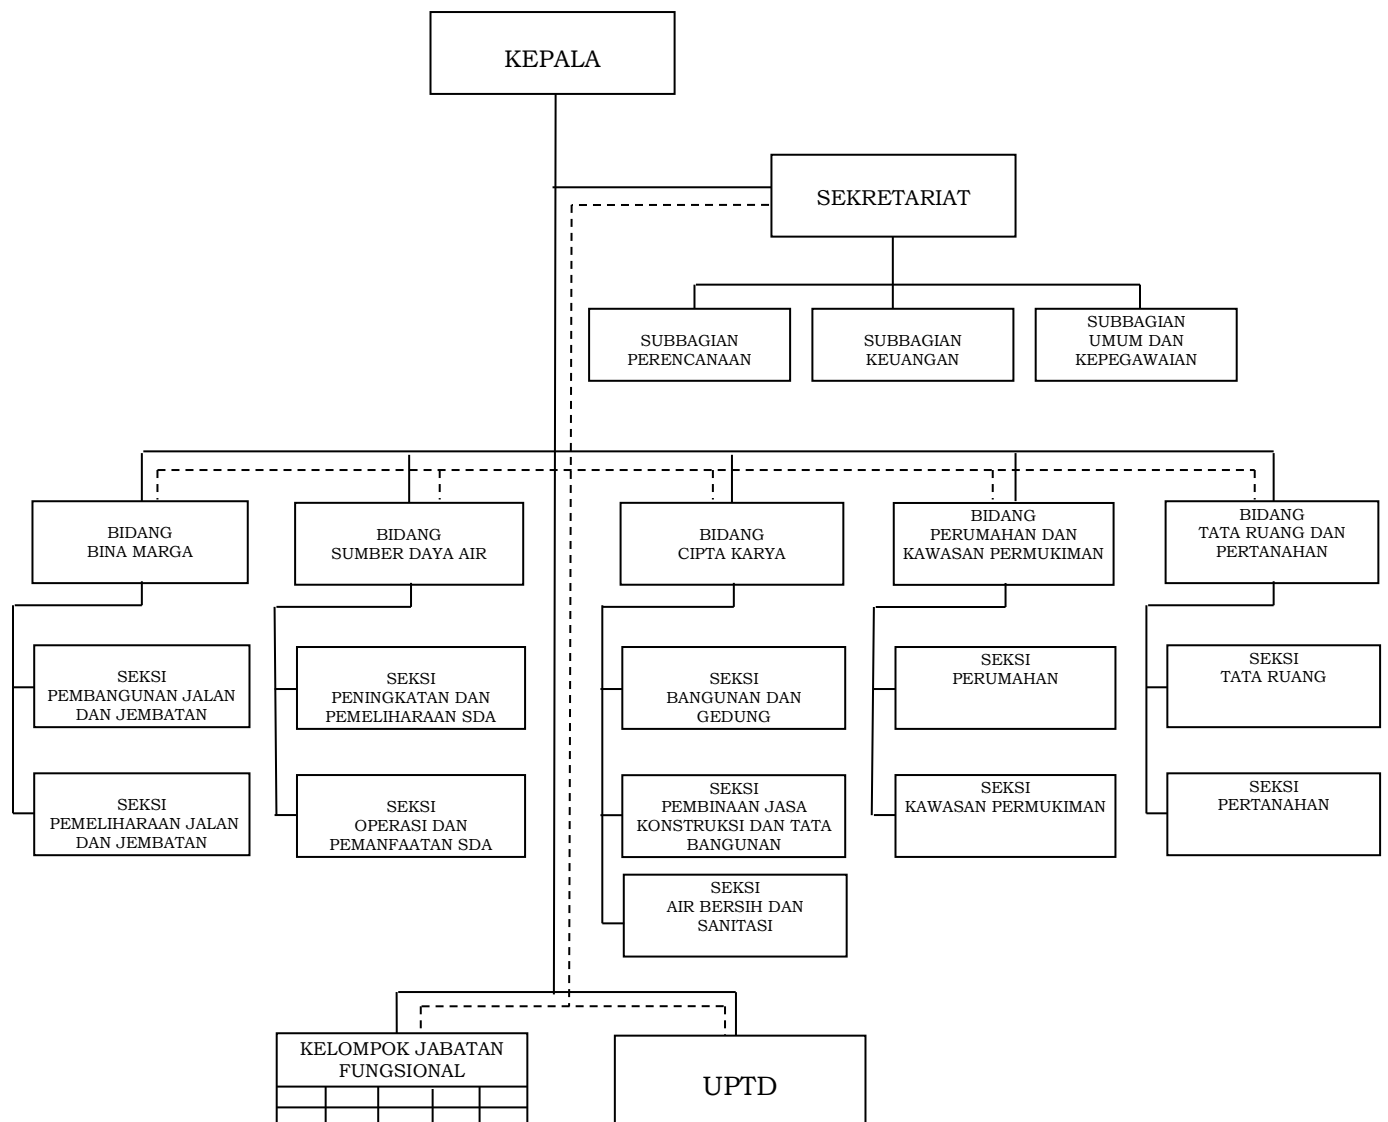 KEPALA
SEKRETARIAT
SUBBAGIAN
PERENCANAAN
SUBBAGIAN
KEUANGAN
SUBBAGIAN
UMUM DAN
KEPEGAWAIAN
BIDANG
BINA MARGA
BIDANG
SUMBER DAYA AIR
BIDANG
CIPTA KARYA
BIDANG
PERUMAHAN DAN
KAWASAN PERMUKIMAN
BIDANG
TATA RUANG DAN
PERTANAHAN
SEKSI
PEMBANGUNAN JALAN
DAN JEMBATAN
SEKSI
PENINGKATAN DAN
PEMELIHARAAN SDA
SEKSI
BANGUNAN DAN
GEDUNG
SEKSI
PERUMAHAN
SEKSI
TATA RUANG
SEKSI
PEMELIHARAAN JALAN
DAN JEMBATAN
SEKSI
OPERASI DAN
PEMANFAATAN SDA
SEKSI
PEMBINAAN JASA
KONSTRUKSI DAN TATA
BANGUNAN
SEKSI
KAWASAN PERMUKIMAN
SEKSI
PERTANAHAN
SEKSI
AIR BERSIH DAN
SANITASI
KELOMPOK JABATAN
FUNGSIONAL
UPTD